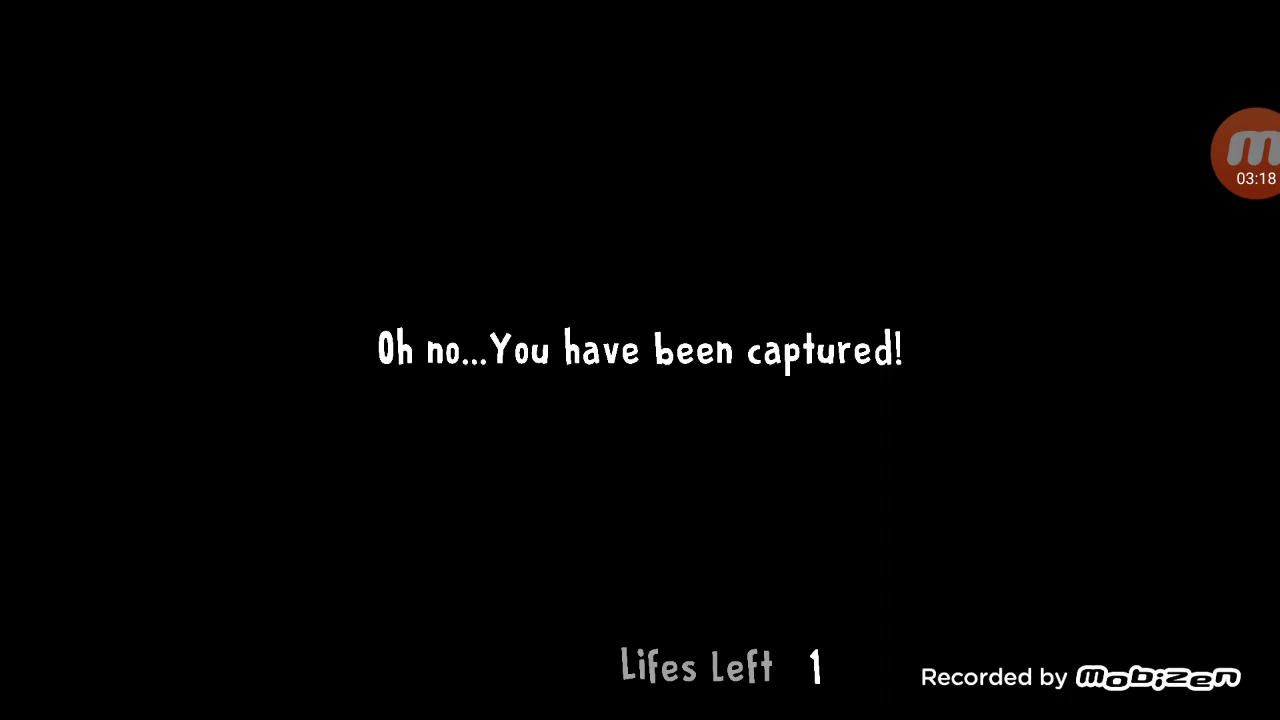 m
03:18
Oh no...You have been captured!
Lifes Left 1
Recorded by mobizen